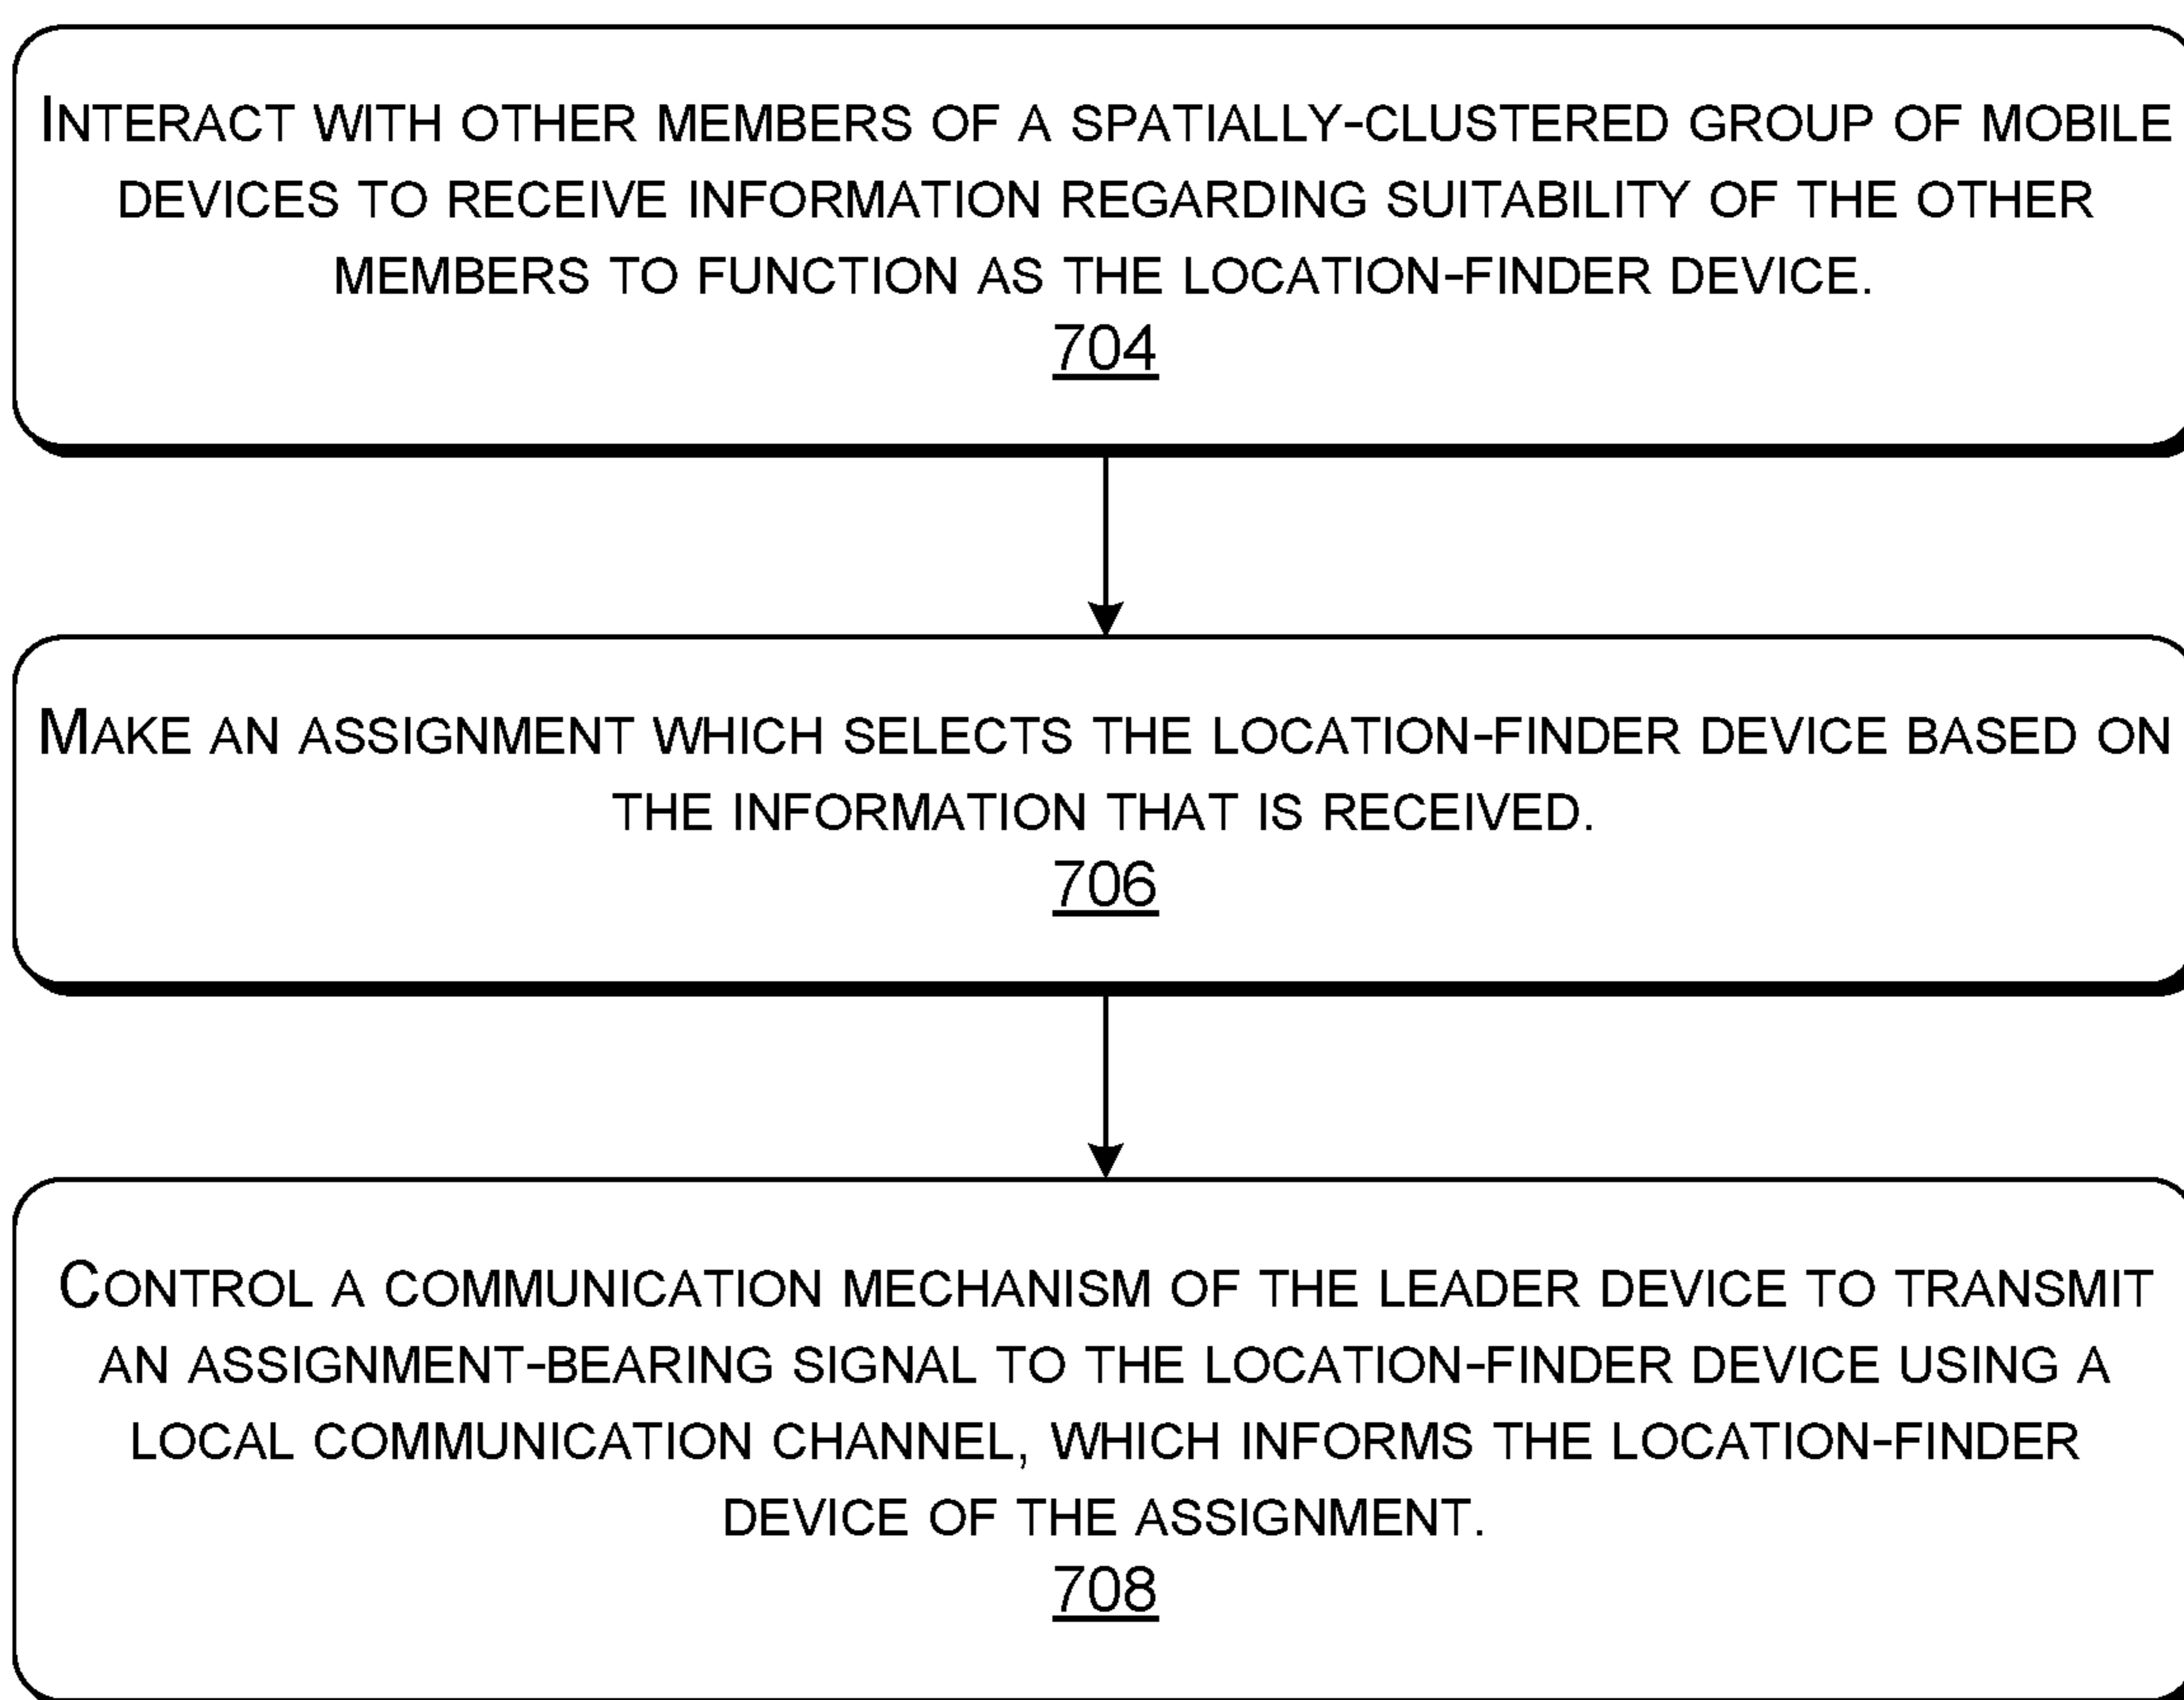 INTERACT WITH OTHER MEMBERS OF A SPATIALLY-CLUSTERED GROUP OF MOBILE
DEVICES TO RECEIVE INFORMATION REGARDING SUITABILITY OF THE OTHER
MEMBERS TO FUNCTION AS THE LOCATION-FINDER DEVICE.
704
MAKE AN ASSIGNMENT WHICH SELECTS THE LOCATION-FINDER DEVICE BASED ON
THE INFORMATION THAT IS RECEIVED.
706
CONTROL A COMMUNICATION MECHANISM OF THE LEADER DEVICE TO TRANSMIT
AN ASSIGNMENT-BEARING SIGNAL TO THE LOCATION-FINDER DEVICE USING A
LOCAL COMMUNICATION CHANNEL, WHICH INFORMS THE LOCATION-FINDER
DEVICE OF THE ASSIGNMENT.
708